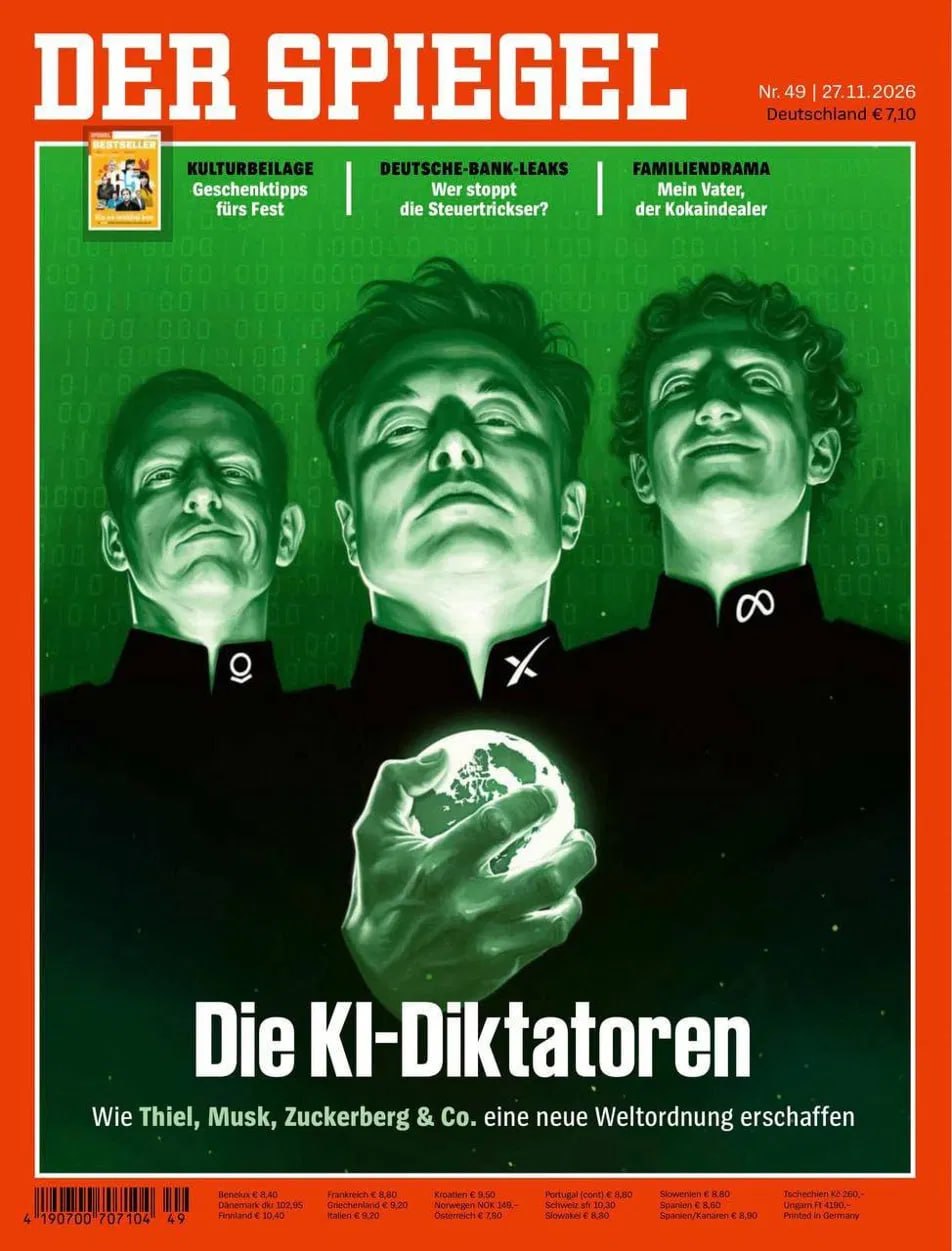 DER SPIEGEL
Nr. 49 | 27.11.2026
Deutschland € 7,10
SPIEGEL
BESTSELLER
KULTURBEILAGE
Geschenktipps
fürs Fest
DEUTSCHE-BANK-LEAKS
Wer stoppt
die Steuertrickser?
FAMILIENDRAMA
Mein Vater,
der Kokaindealer
Die KI-Diktatoren
Wie Thiel, Musk, Zuckerberg & Co. eine neue Weltordnung erschaffen
4 190700 707104 49
Benelux € 8,40
Dänemark dkr 102,95
Finnland € 10,40
Frankreich € 8,80
Griechenland € 9,20
Italien € 9,20
Kroatien € 9,50
Norwegen NOK 149,–
Österreich € 7,90
Portugal (cont) € 8,80
Schweiz sfr 10,30
Slowakei € 8,80
Slowenien € 8,80
Spanien € 8,80
Spanien/Kanaren € 8,90
Tschechien Kč 260,–
Ungarn Ft 4190,–
Printed in Germany